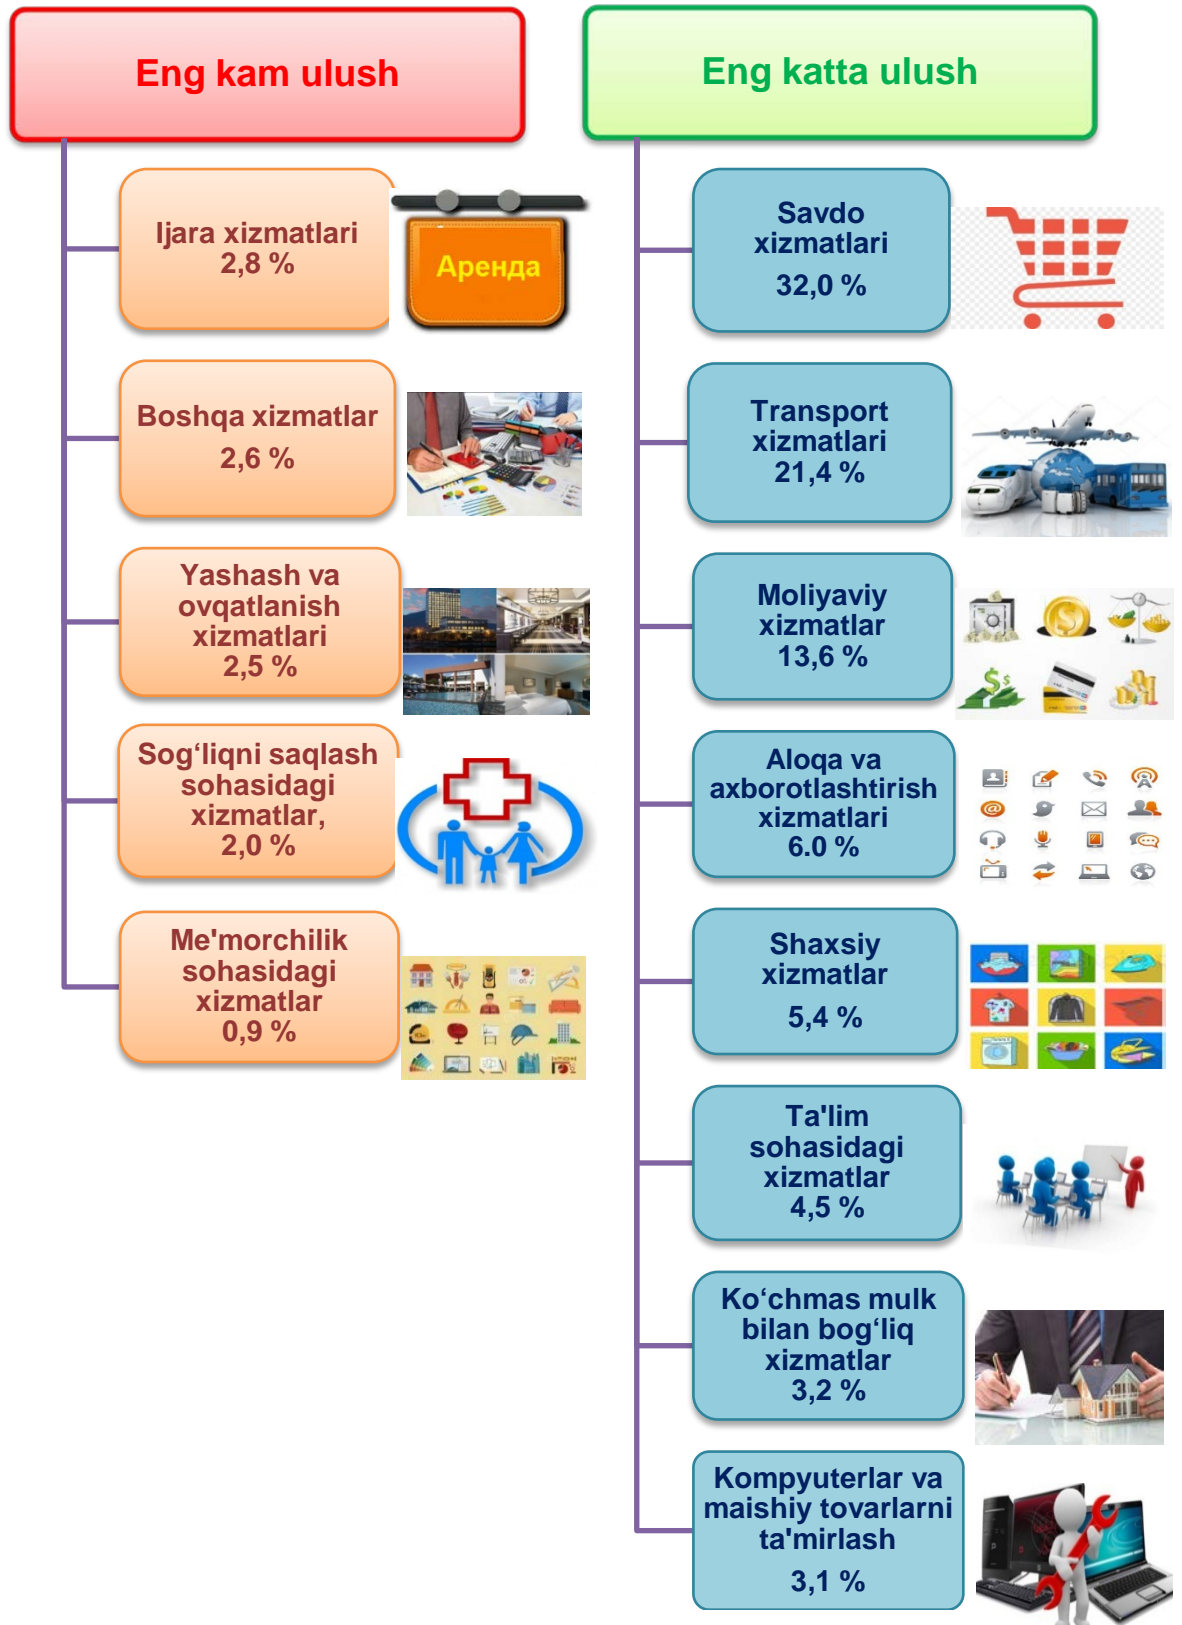 Eng kam ulush
Ijara xizmatlari
2,8 %
Аренда
Boshqa xizmatlar
2,6 %
Yashash va
ovqatlanish
xizmatlari
2,5 %
Sog‘liqni saqlash
sohasidagi
xizmatlar,
2,0 %
Me'morchilik
sohasidagi
xizmatlar
0,9 %
Eng katta ulush
Savdo
xizmatlari
32,0 %
Transport
xizmatlari
21,4 %
Moliyaviy
xizmatlar
13,6 %
Aloqa va
axborotlashtirish
xizmatlari
6.0 %
Shaxsiy
xizmatlar
5,4 %
Ta'lim
sohasidagi
xizmatlar
4,5 %
Ko‘chmas mulk
bilan bog‘liq
xizmatlar
3,2 %
Kompyuterlar va
maishiy tovarlarni
ta'mirlash
3,1 %